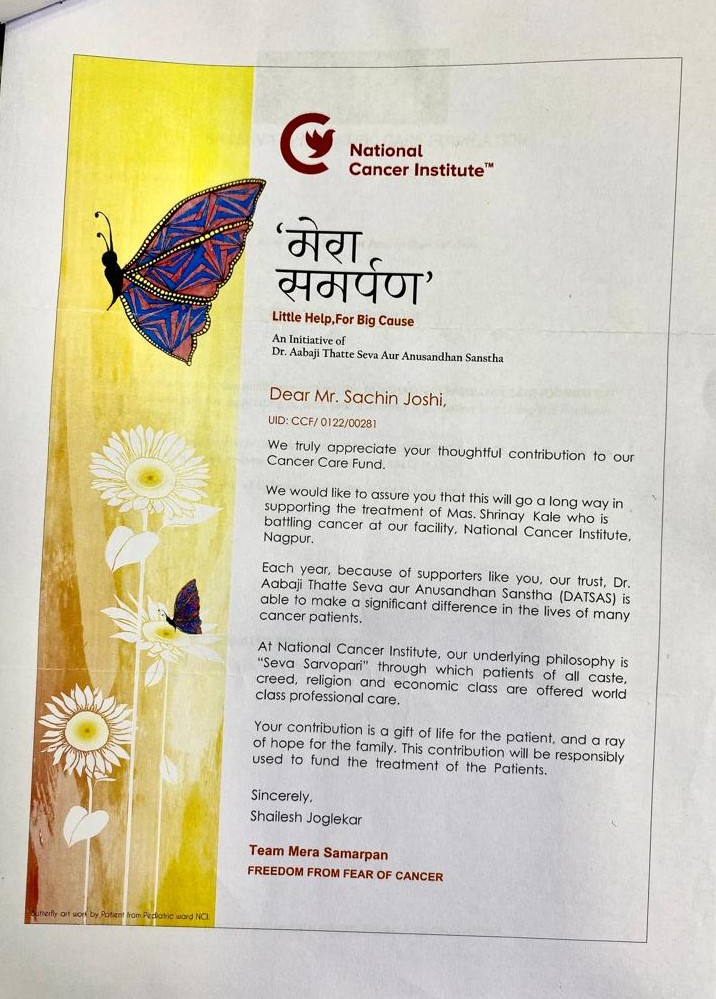 National
Cancer Institute™
‘मेरा
समर्पण’
Little Help,For Big Cause
An Initiative of
Dr. Aabaji Thatte Seva Aur Anusandhan Sanstha
Dear Mr. Sachin Joshi,
UID: CCF/ 0122/00281
We truly appreciate your thoughtful contribution to our
Cancer Care Fund.
We would like to assure you that this will go a long way in
supporting the treatment of Mas. Shrinay Kale who is
battling cancer at our facility, National Cancer Institute,
Nagpur.
Each year, because of supporters like you, our trust, Dr.
Aabaji Thatte Seva aur Anusandhan Sanstha (DATSAS) is
able to make a significant difference in the lives of many
cancer patients.
At National Cancer Institute, our underlying philosophy is
“Seva Sarvopari” through which patients of all caste,
creed, religion and economic class are offered world
class professional care.
Your contribution is a gift of life for the patient, and a ray
of hope for the family. This contribution will be responsibly
used to fund the treatment of the Patients.
Sincerely,
Shailesh Joglekar
Team Mera Samarpan
FREEDOM FROM FEAR OF CANCER
Butterfly art work by Patient from Pediatric ward NCI.